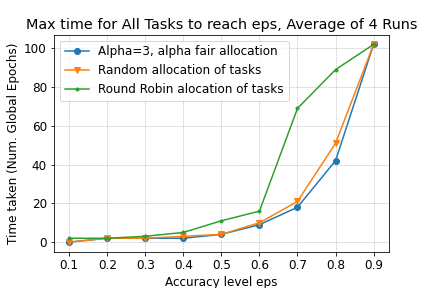 Max time for All Tasks to reach eps, Average of 4 Runs
Alpha=3, alpha fair allocation
Random allocation of tasks
Round Robin alocation of tasks
Time taken (Num. Global Epochs)
100
80
60
40
20
0
0.1 0.2 0.3 0.4 0.5 0.6 0.7 0.8 0.9
Accuracy level eps